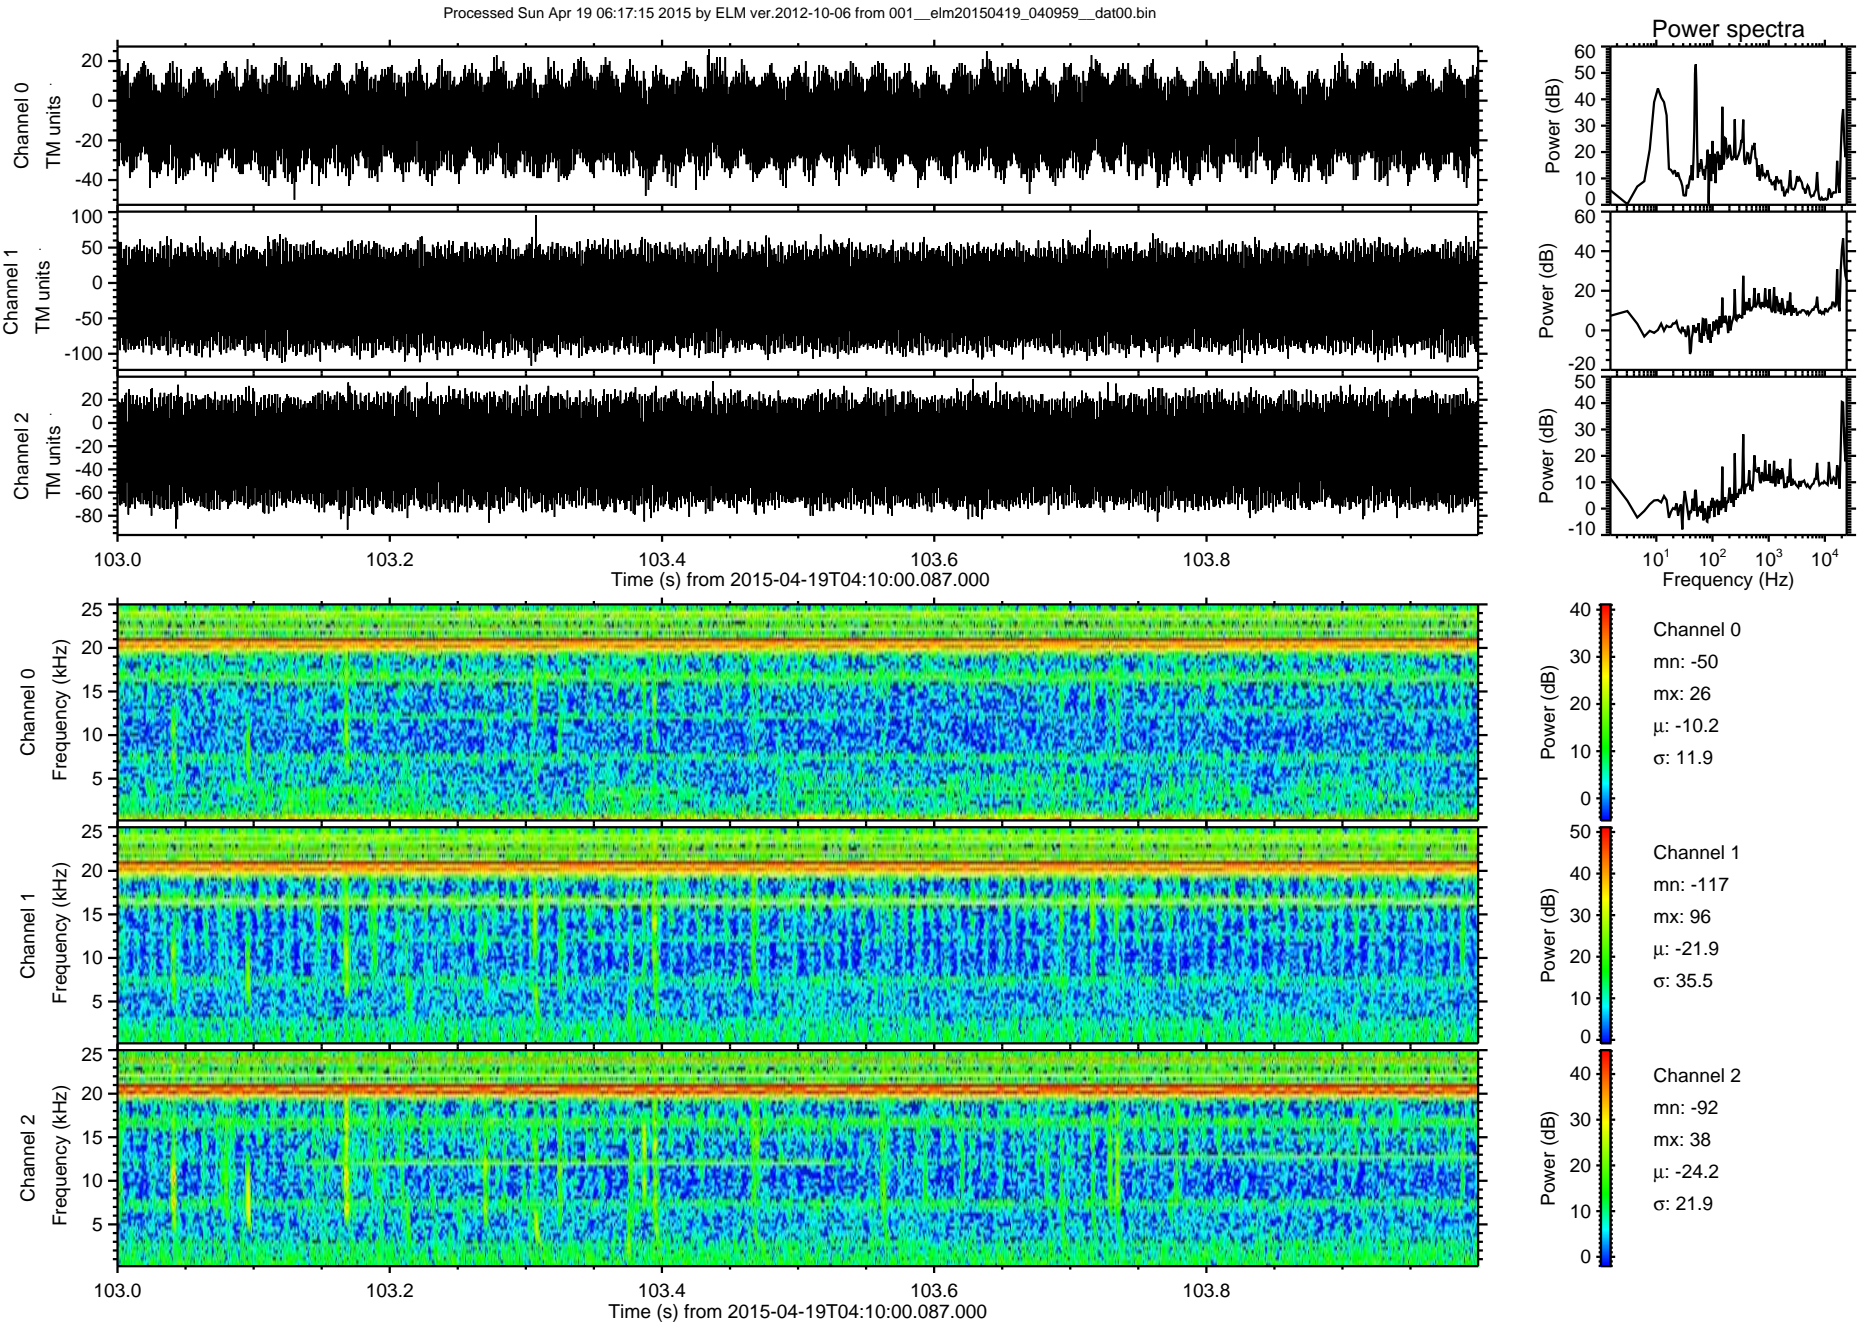 Processed Sun Apr 19 06:17:15 2015 by ELM ver.2012-10-06 from 001__elm20150419_040959__dat00.bin
Power spectra
Channel 0
TM units
20
0
-20
-40
Power (dB)
60
50
40
30
20
10
0
Channel 1
TM units
100
50
0
-50
-100
Power (dB)
60
40
20
0
-20
Channel 2
TM units
20
0
-20
-40
-60
-80
Power (dB)
50
40
30
20
10
0
-10
103.0 103.2 103.4 103.6 103.8
Time (s) from 2015-04-19T04:10:00.087.000
10^1 10^2 10^3 10^4
Frequency (Hz)
Channel 0
Frequency (kHz)
25
20
15
10
5
Power (dB)
40
30
20
10
0
Channel 0
mn: -50
mx: 26
μ: -10.2
σ: 11.9
Channel 1
Frequency (kHz)
25
20
15
10
5
Power (dB)
50
40
30
20
10
0
Channel 1
mn: -117
mx: 96
μ: -21.9
σ: 35.5
Channel 2
Frequency (kHz)
25
20
15
10
5
Power (dB)
40
30
20
10
0
Channel 2
mn: -92
mx: 38
μ: -24.2
σ: 21.9
103.0 103.2 103.4 103.6 103.8
Time (s) from 2015-04-19T04:10:00.087.000